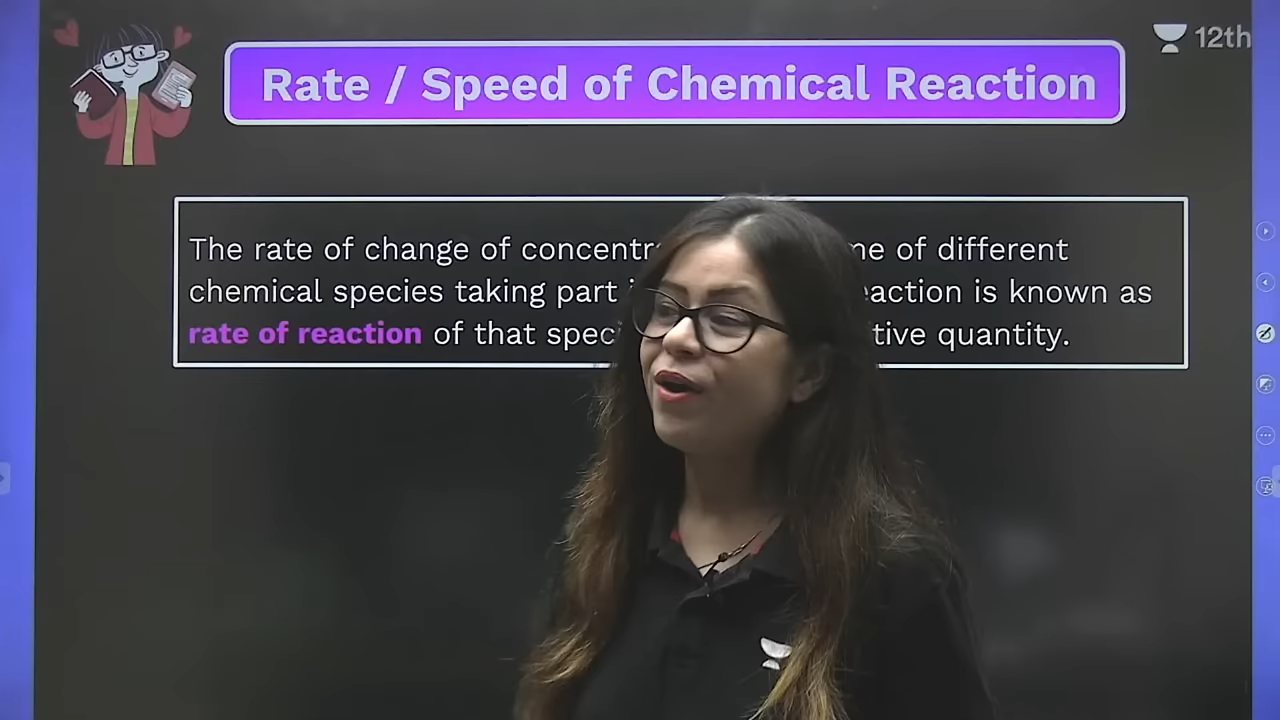 Rate / Speed of Chemical Reaction
12th
The rate of change of concentr me of different
chemical species taking part eaction is known as
rate of reaction of that spec tive quantity.